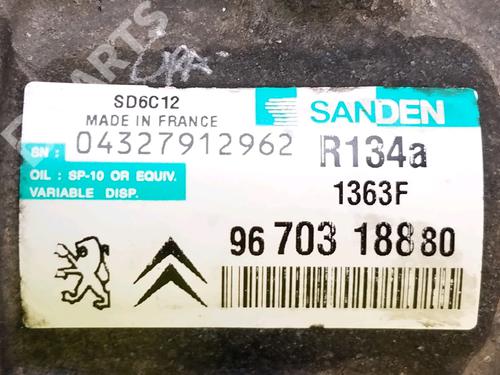 SD6C12
MADE IN FRANCE
SANDEN
SN : 04327912962
R134a
OIL : SP-10 OR EQUIV.
VARIABLE DISP.
1363F
96 703 188 80